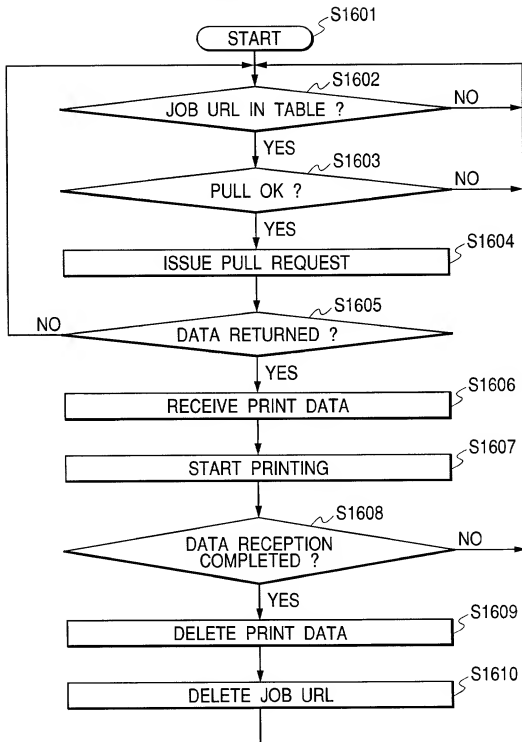 S1601
START
S1602
JOB URL IN TABLE ?
NO
YES
S1603
PULL OK ?
NO
YES
S1604
ISSUE PULL REQUEST
S1605
NO
DATA RETURNED ?
YES
S1606
RECEIVE PRINT DATA
S1607
START PRINTING
S1608
DATA RECEPTION
COMPLETED ?
NO
YES
S1609
DELETE PRINT DATA
S1610
DELETE JOB URL